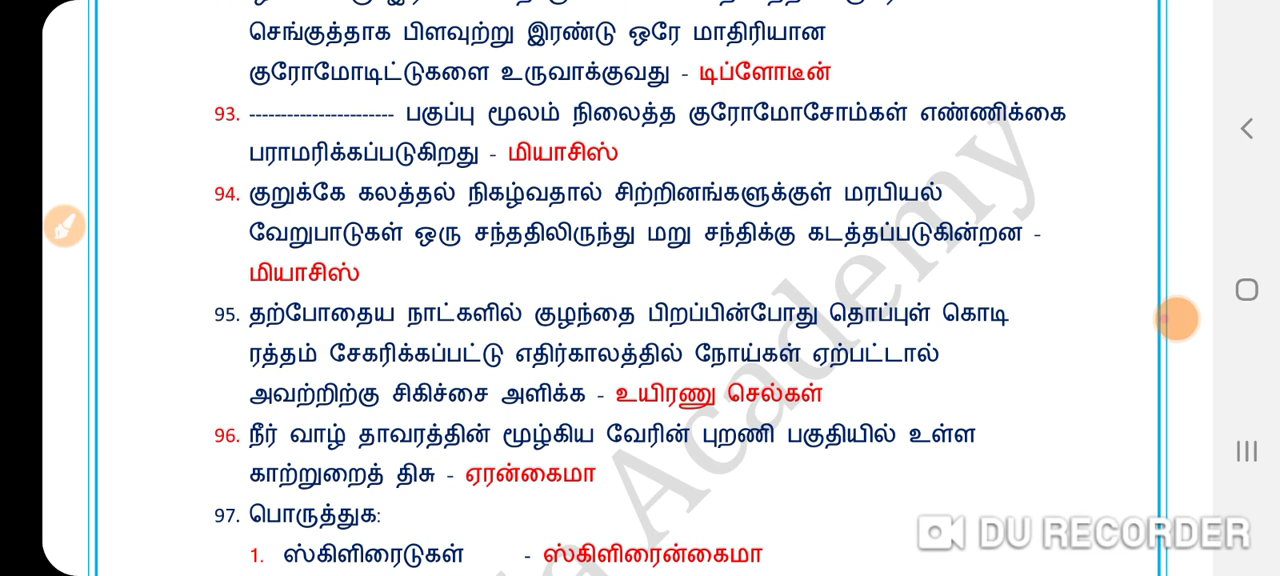 செங்குத்தாக பிளவுற்று இரண்டு ஒரே மாதிரியான
குரோமோடிட்டுகளை உருவாக்குவது - டிப்ளோடீன்
93. ----------------------- பகுப்பு மூலம் நிலைத்த குரோமோசோம்கள் எண்ணிக்கை
பராமரிக்கப்படுகிறது - மியாசிஸ்
94. குறுக்கே கலத்தல் நிகழ்வதால் சிற்றினங்களுக்குள் மரபியல்
வேறுபாடுகள் ஒரு சந்ததிலிருந்து மறு சந்திக்கு கடத்தப்படுகின்றன -
மியாசிஸ்
95. தற்போதைய நாட்களில் குழந்தை பிறப்பின்போது தொப்புள் கொடி
ரத்தம் சேகரிக்கப்பட்டு எதிர்காலத்தில் நோய்கள் ஏற்பட்டால்
அவற்றிற்கு சிகிச்சை அளிக்க - உயிரணு செல்கள்
96. நீர் வாழ் தாவரத்தின் மூழ்கிய வேரின் புறணி பகுதியில் உள்ள
காற்றுறைத் திசு - ஏரன்கைமா
97. பொருத்துக:
1. ஸ்கிளிரைடுகள் - ஸ்கிளிரைன்கைமா
Academy
DU RECORDER